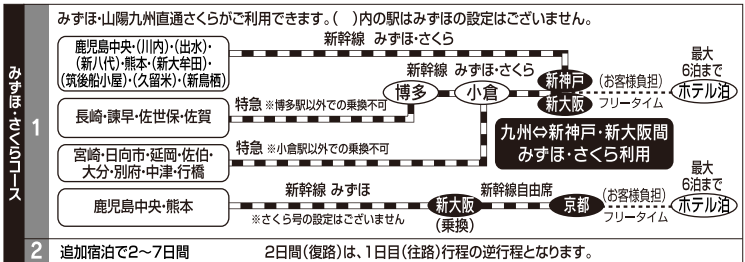 みずほ・さくらコース
みずほ・山陽九州直通さくらがご利用できます。(　)内の駅はみずほの設定はございません。
1
鹿児島中央・(川内)・(出水)・
(新八代)・熊本・(新大牟田)・
(筑後船小屋)・(久留米)・(新鳥栖)
新幹線 みずほ・さくら
長崎・諫早・佐世保・佐賀
特急 ※博多駅以外での乗換不可
博多
新幹線 みずほ・さくら
小倉
新神戸
新大阪
(お客様負担)
フリータイム
最大
6泊まで
ホテル泊
宮崎・日向市・延岡・佐伯・
大分・別府・中津・行橋
特急 ※小倉駅以外での乗換不可
九州⇔新神戸・新大阪間
みずほ・さくら利用
鹿児島中央・熊本
新幹線 みずほ
※さくら号の設定はございません
新大阪
(乗換)
新幹線自由席
京都
(お客様負担)
フリータイム
最大
6泊まで
ホテル泊
2
追加宿泊で2〜7日間
2日間(復路)は、1日目(往路)行程の逆行程となります。